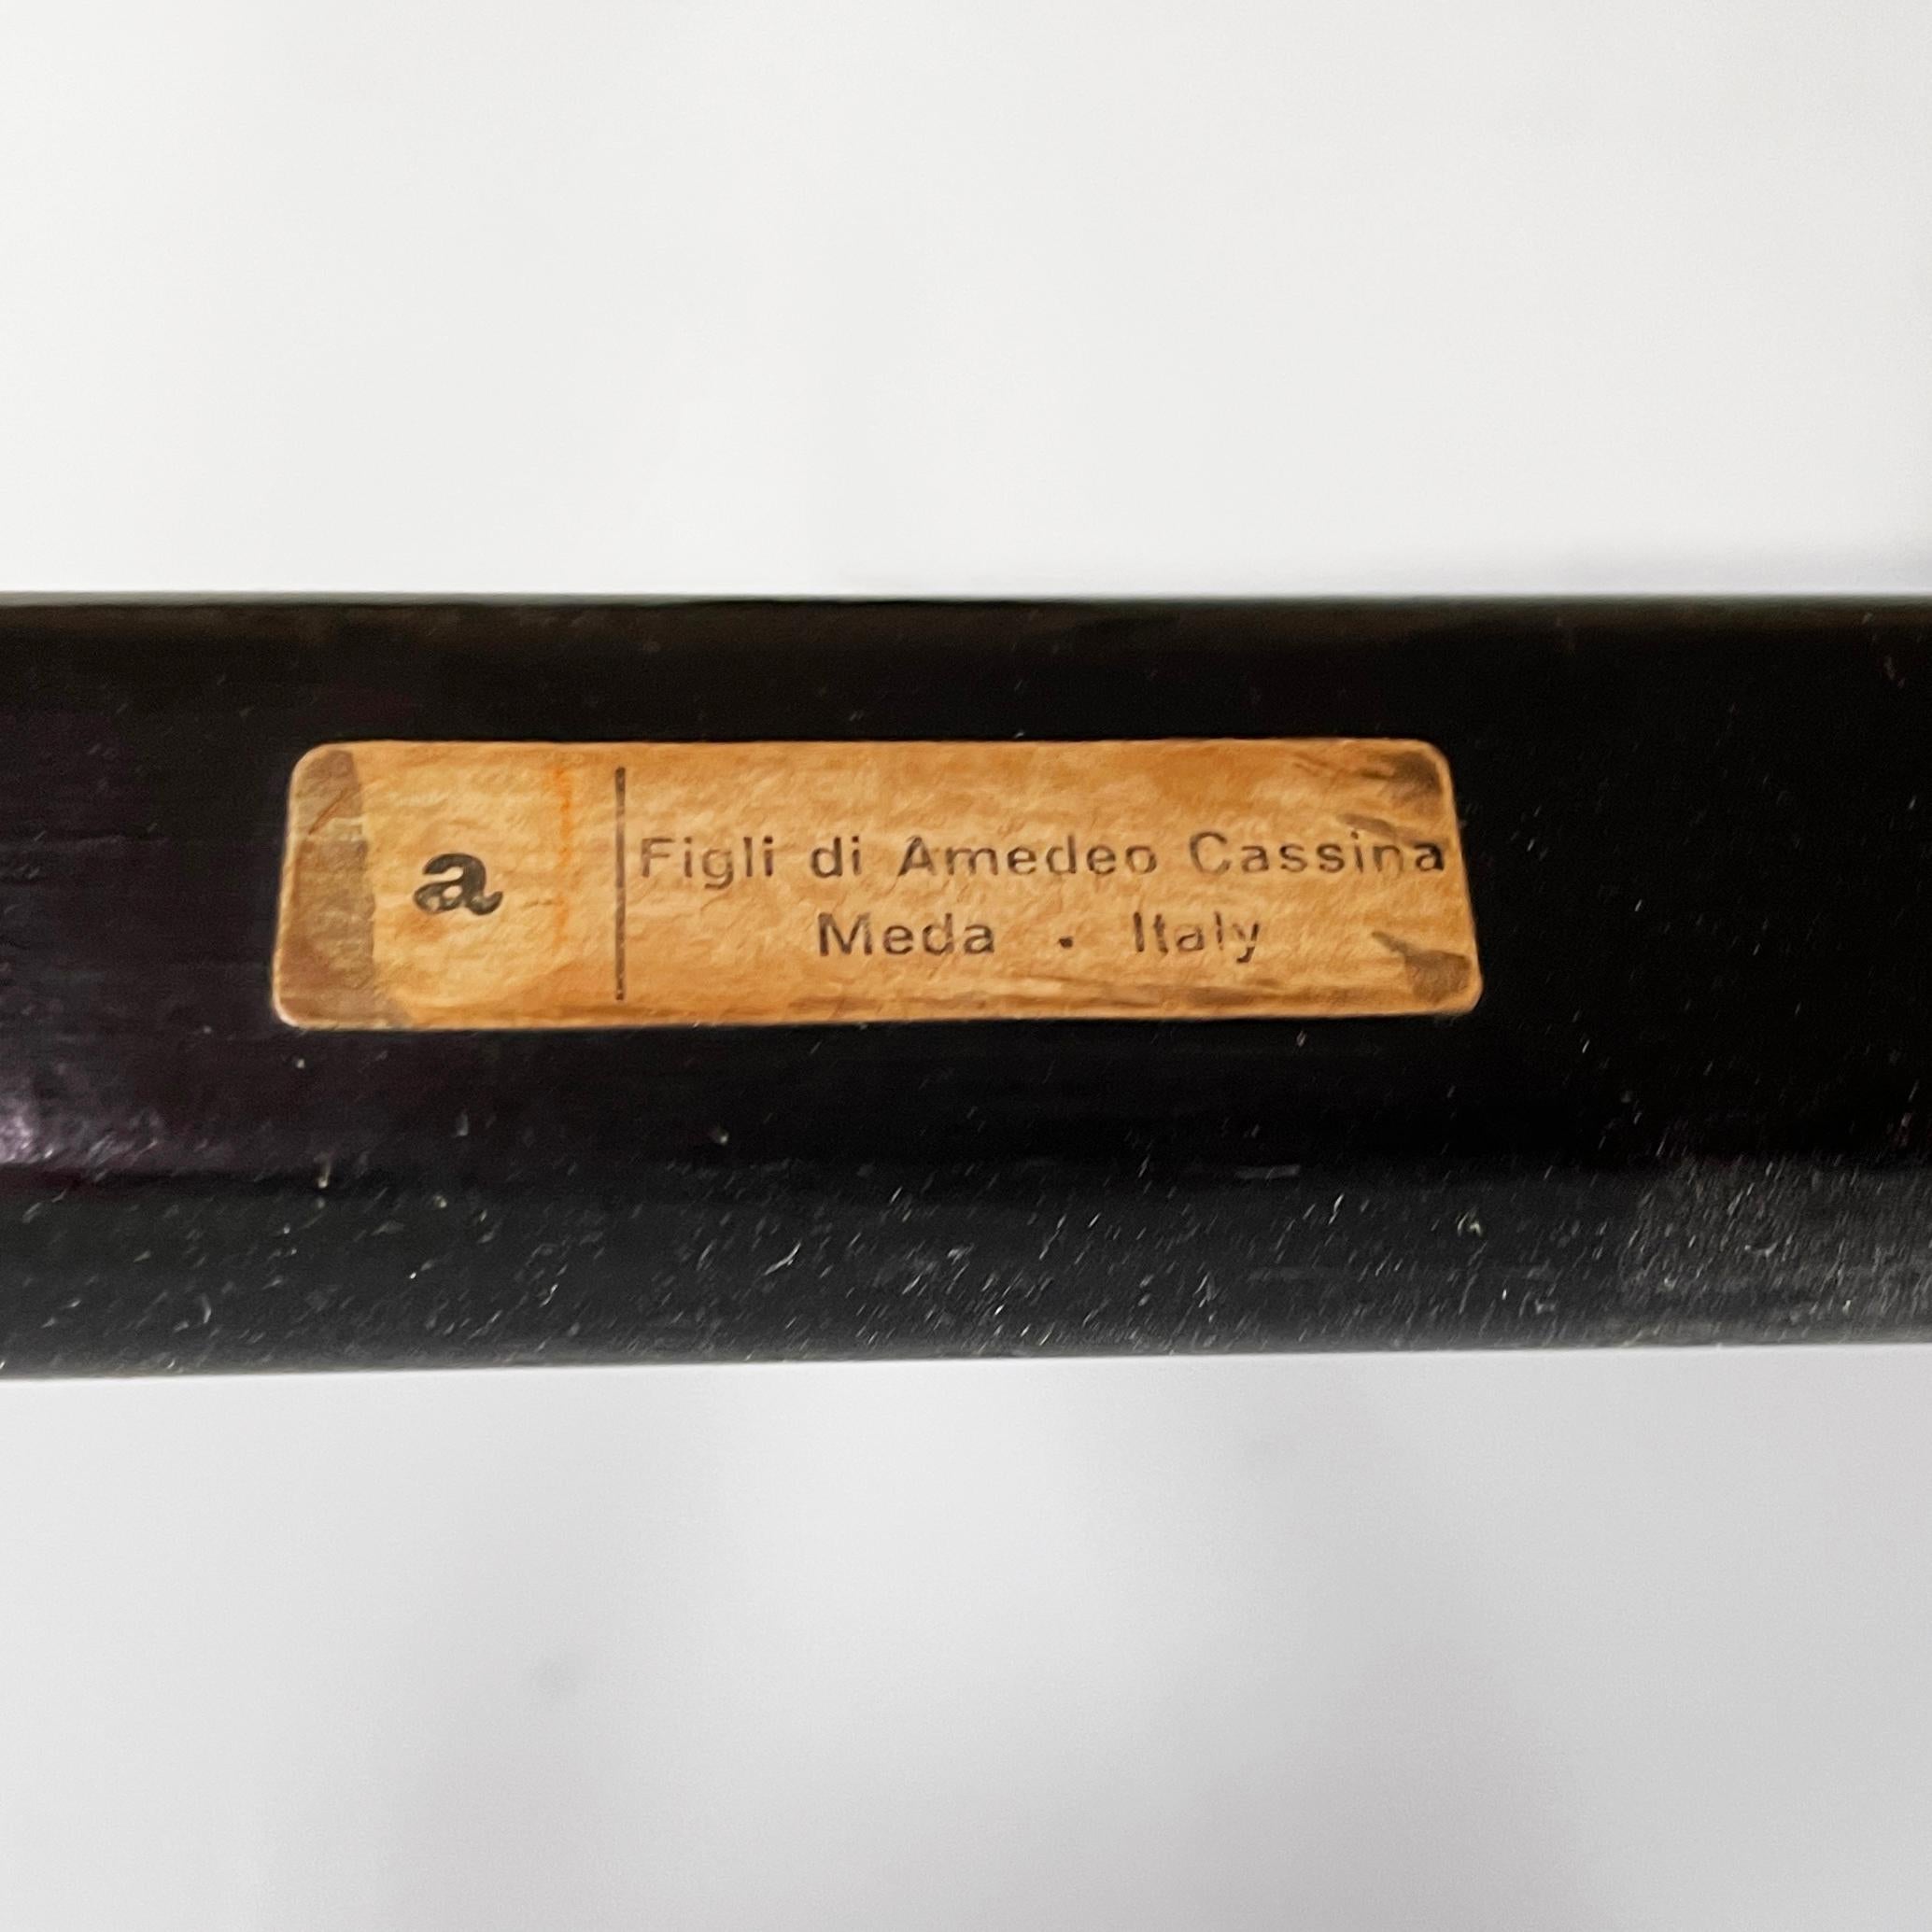 a
Figli di Amedeo Cassina
Meda . Italy